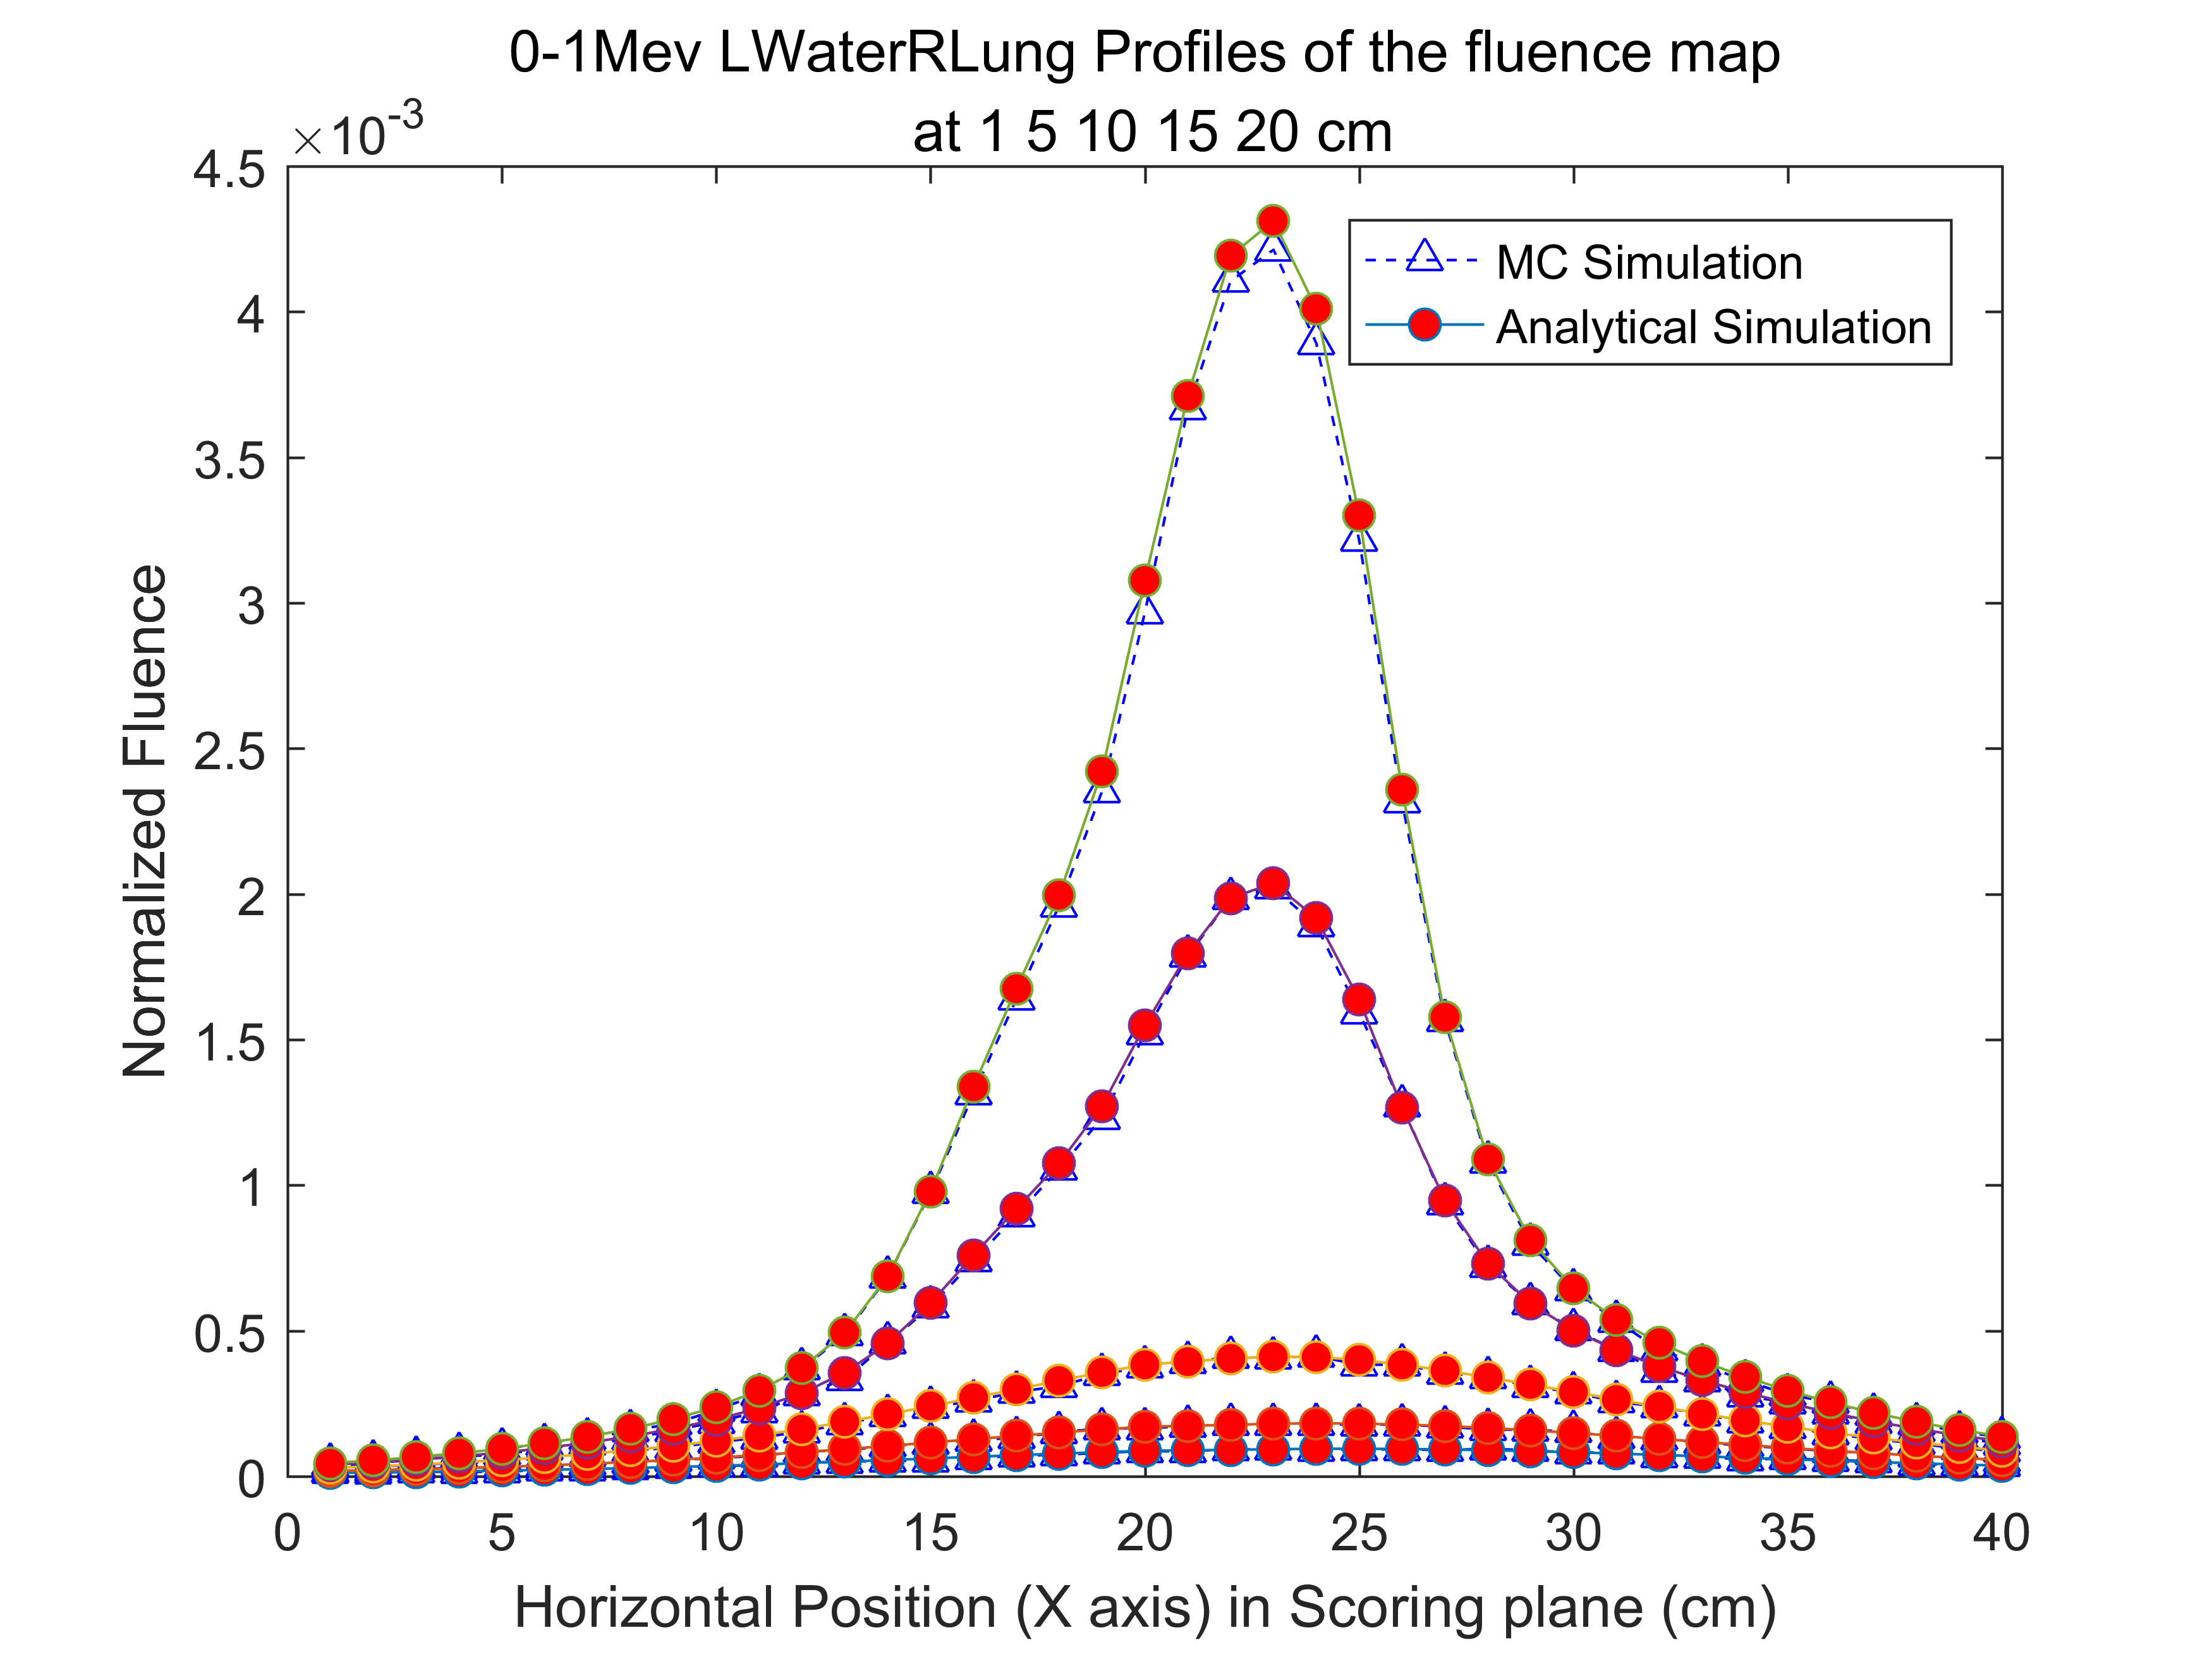 0-1Mev LWaterRLung Profiles of the fluence map
at 1 5 10 15 20 cm
×10-3
4.5
4
3.5
3
2.5
2
1.5
1
0.5
0
Normalized Fluence
MC Simulation
Analytical Simulation
0 5 10 15 20 25 30 35 40
Horizontal Position (X axis) in Scoring plane (cm)